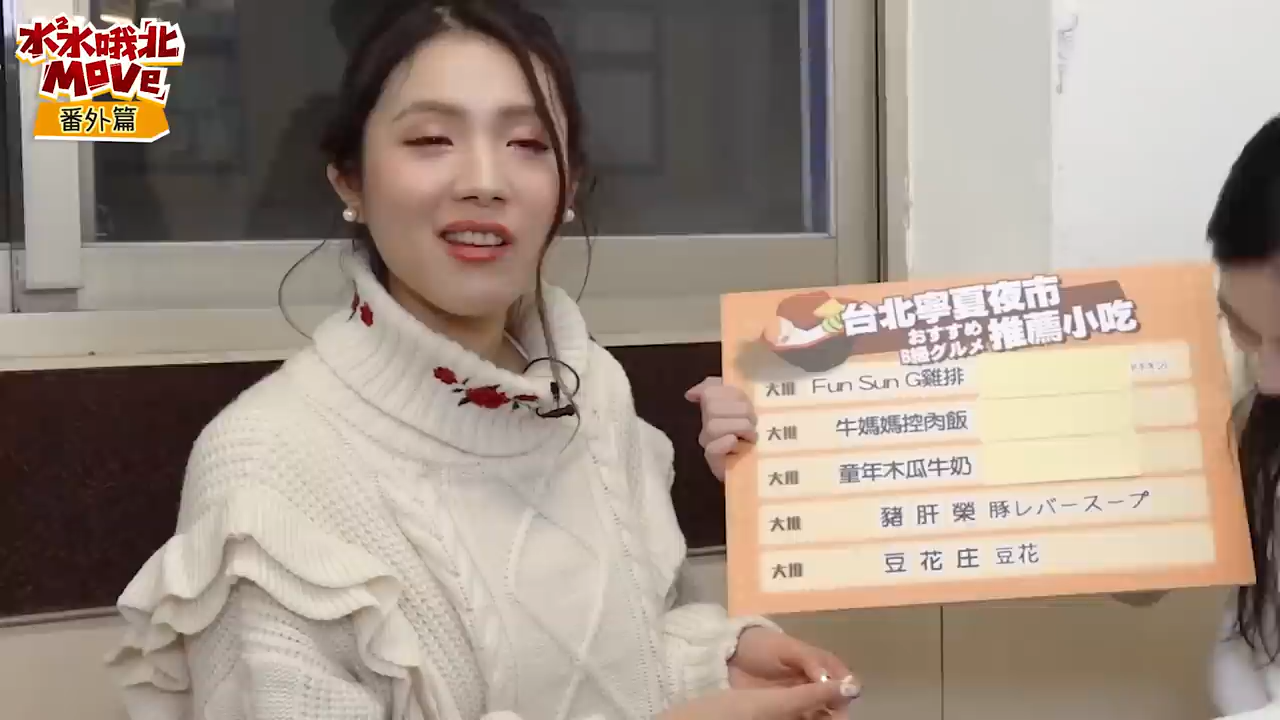 水水哦北
MOVE
番外篇
台北寧夏夜市
おすすめ
B級グルメ 推薦小吃
大推 Fun Sun G雞排
大推 牛媽媽控肉飯
大推 童年木瓜牛奶
大推 豬肝榮 豚レバースープ
大推 豆花庄 豆花